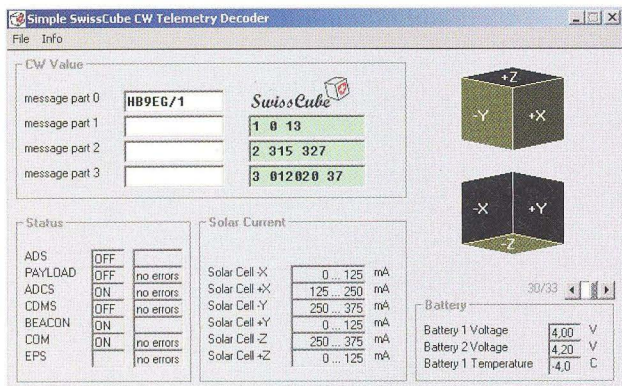 Simple SwissCube CW Telemetry Decoder
File Info
CW Value
message part 0 HB9EG/1 SwissCube
message part 1 1 0 13
message part 2 2 315 327
message part 3 3 012020 37
+Z
-Y +X
-X +Y
-Z
30/33
Status
ADS OFF
PAYLOAD OFF no errors
ADCS ON no errors
CDMS OFF no errors
BEACON ON
COM ON no errors
EPS no errors
Solar Current
Solar Cell -X 0 ... 125 mA
Solar Cell +X 125 ... 250 mA
Solar Cell -Y 250 ... 375 mA
Solar Cell +Y 0 ... 125 mA
Solar Cell -Z 250 ... 375 mA
Solar Cell +Z 0 ... 125 mA
Battery
Battery 1 Voltage 4,00 V
Battery 2 Voltage 4,20 V
Battery 1 Temperature -4,0 C